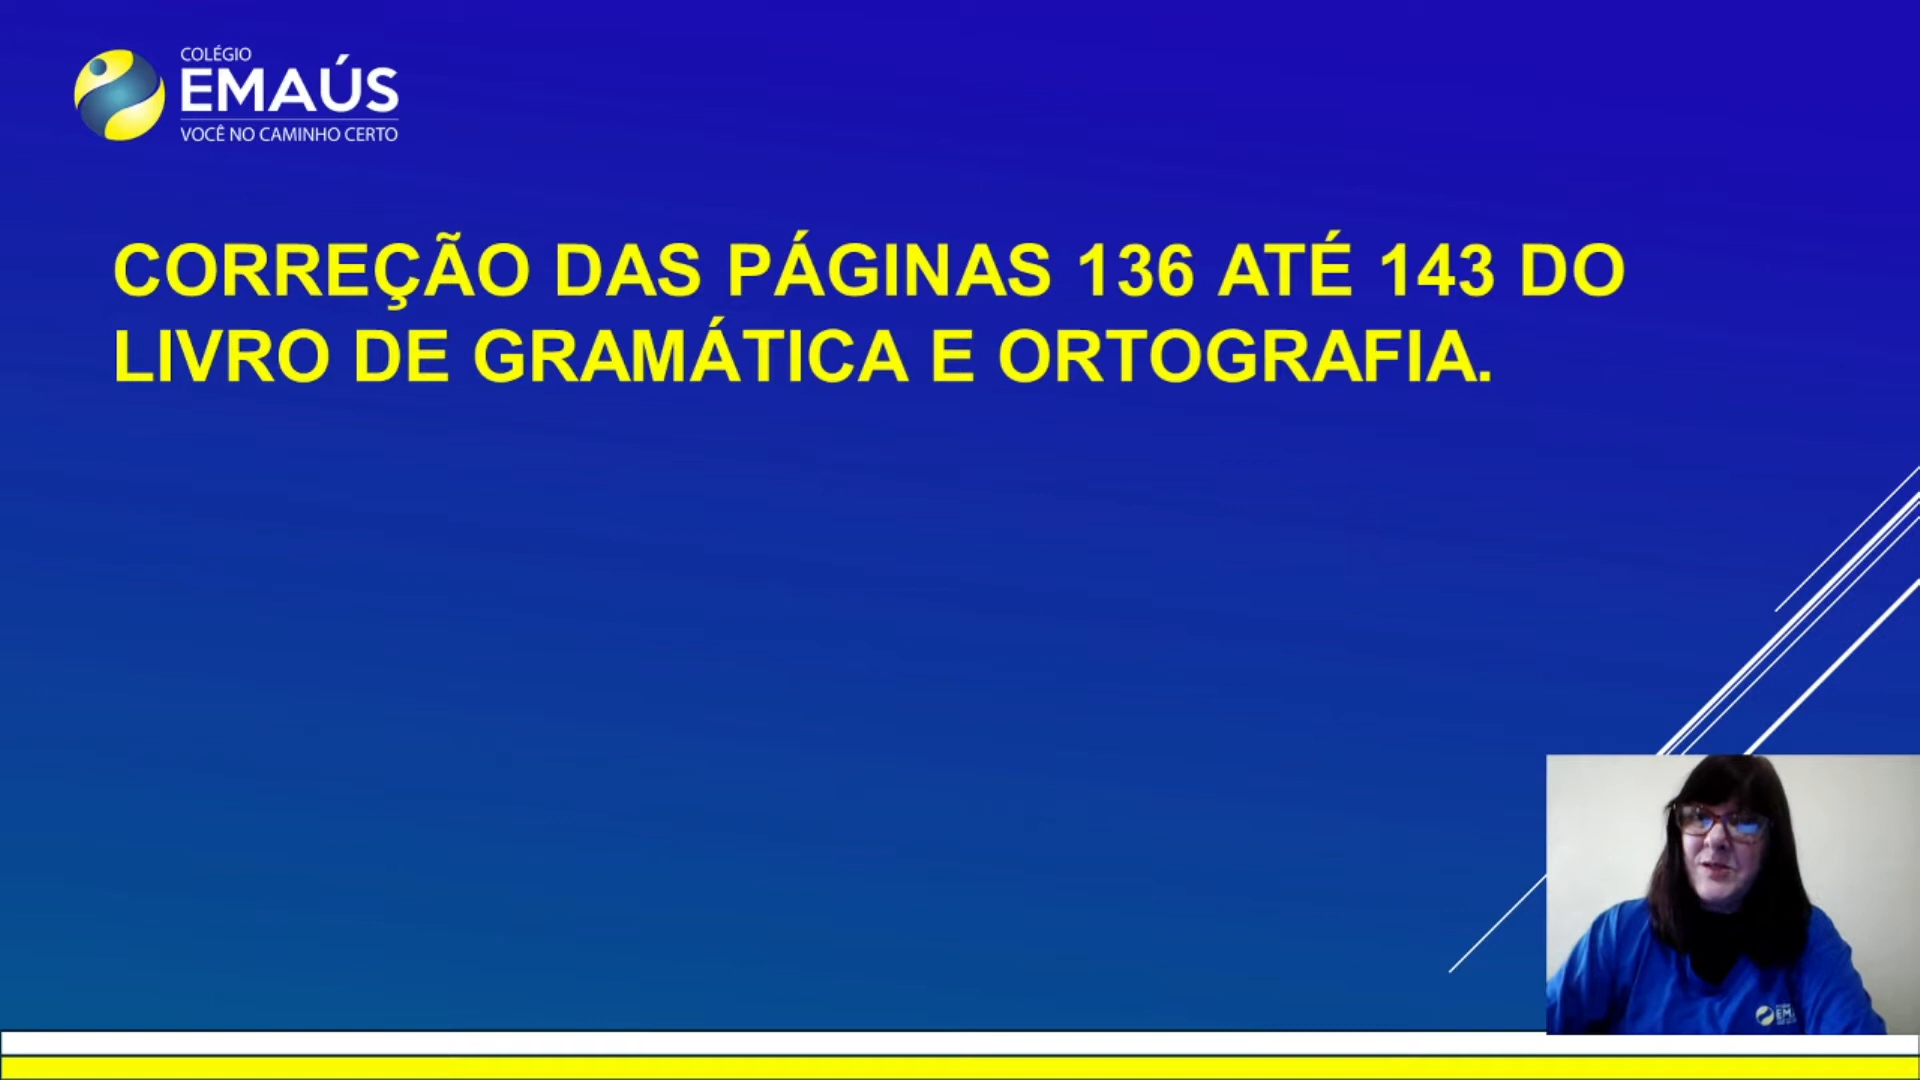 COLÉGIO
EMAÚS
VOCÊ NO CAMINHO CERTO
CORREÇÃO DAS PÁGINAS 136 ATÉ 143 DO
LIVRO DE GRAMÁTICA E ORTOGRAFIA.